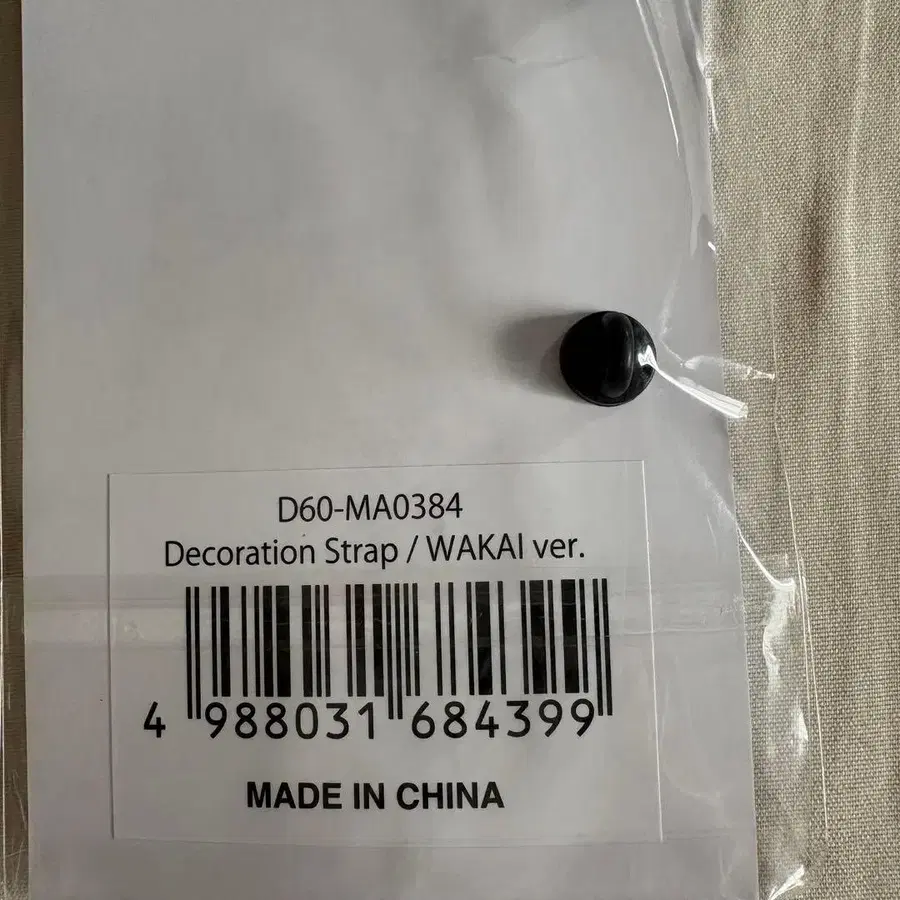 D60-MA0384
Decoration Strap / WAKAI ver.
4 988031 684399
MADE IN CHINA